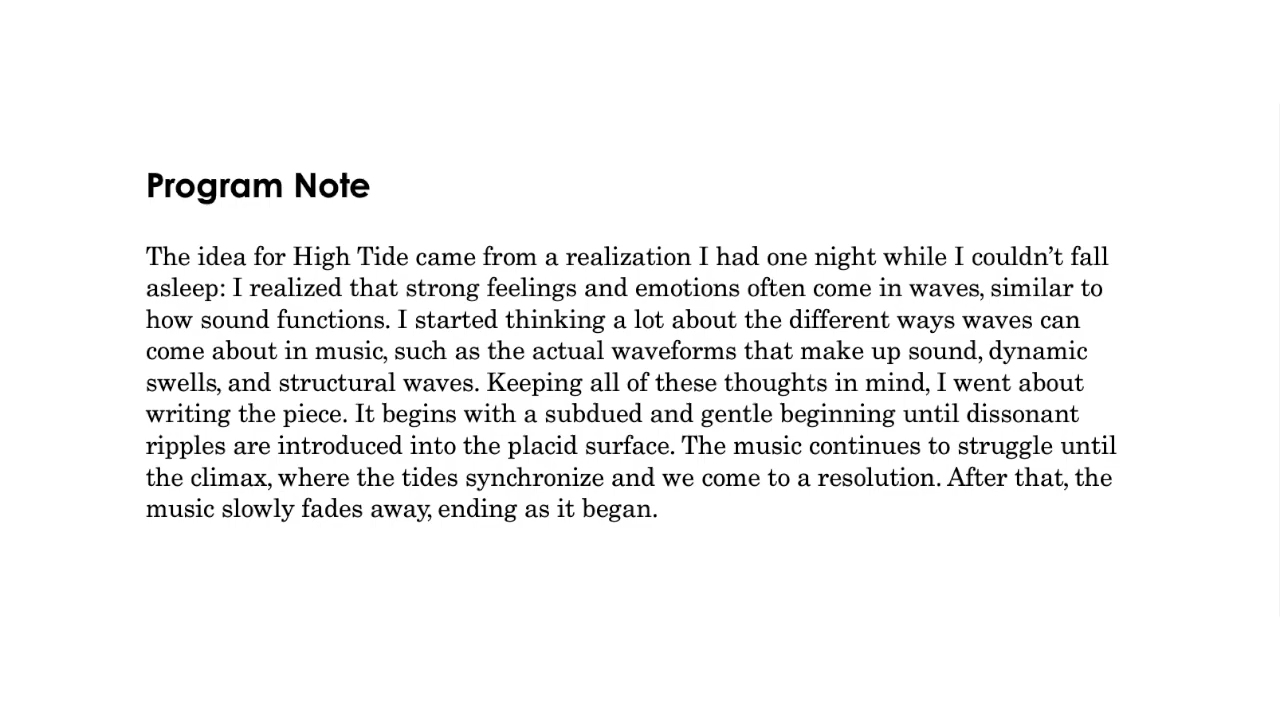 Program Note
The idea for High Tide came from a realization I had one night while I couldn’t fall
asleep: I realized that strong feelings and emotions often come in waves, similar to
how sound functions. I started thinking a lot about the different ways waves can
come about in music, such as the actual waveforms that make up sound, dynamic
swells, and structural waves. Keeping all of these thoughts in mind, I went about
writing the piece. It begins with a subdued and gentle beginning until dissonant
ripples are introduced into the placid surface. The music continues to struggle until
the climax, where the tides synchronize and we come to a resolution. After that, the
music slowly fades away, ending as it began.